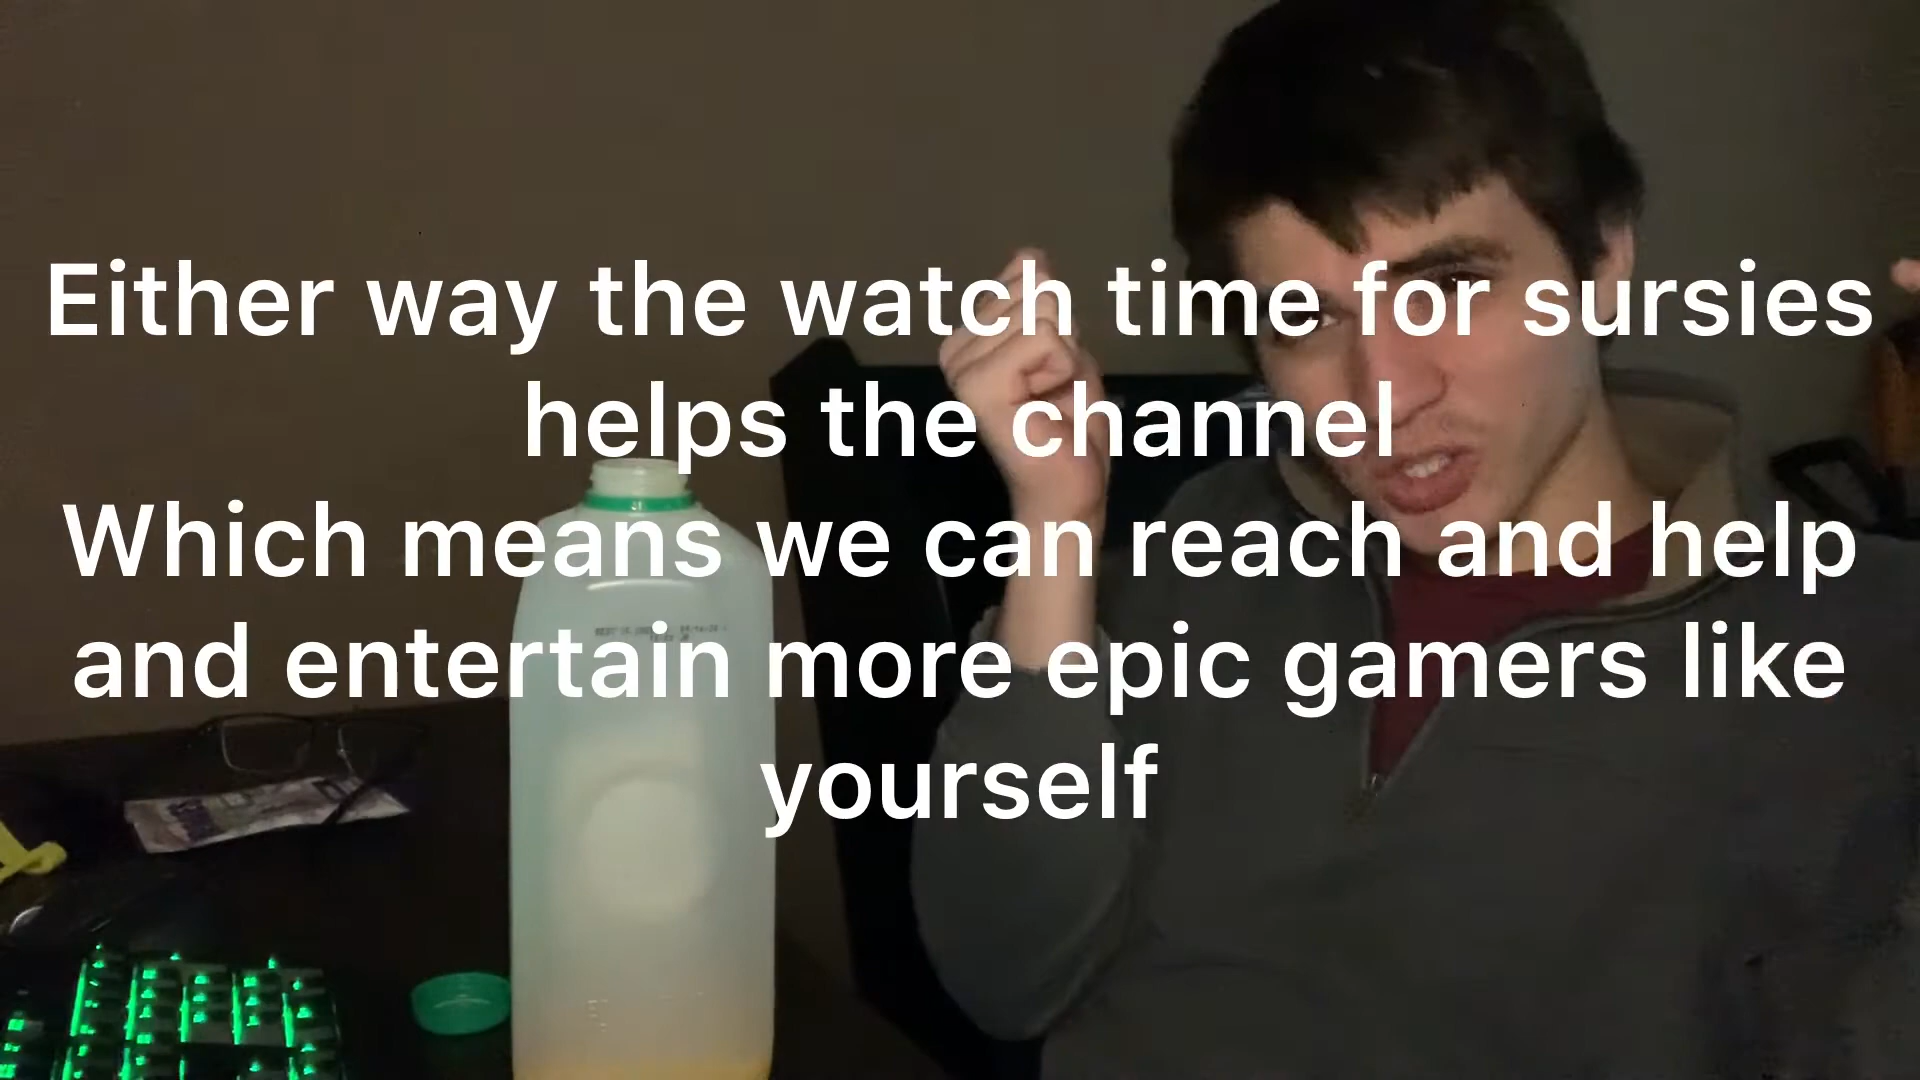 Either way the watch time for sursies
helps the channel
Which means we can reach and help
and entertain more epic gamers like
yourself